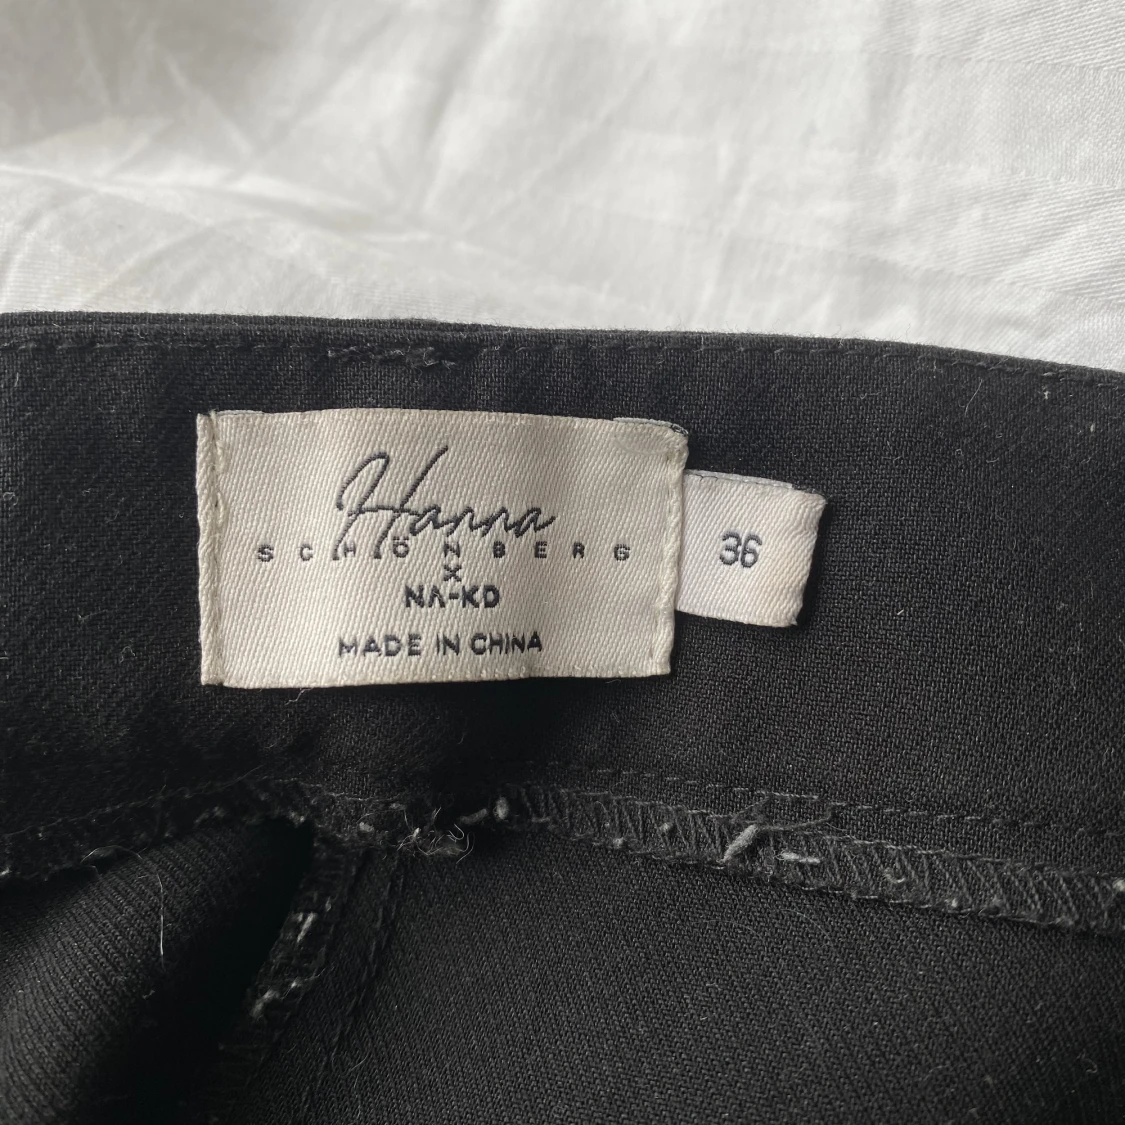 Hanna
SCHÖNBERG
X
NA-KD
MADE IN CHINA
36